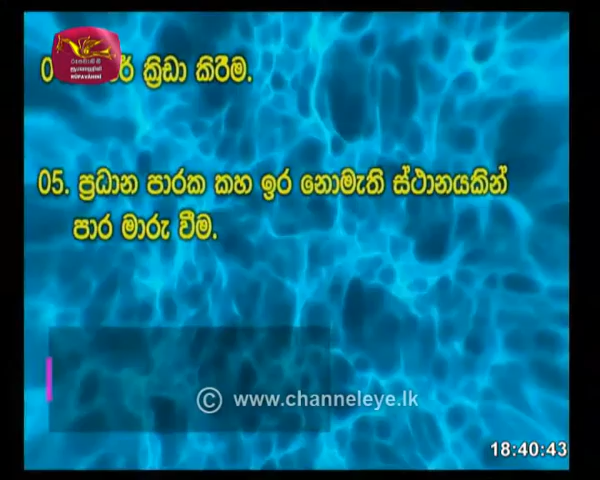 ක්‍රීඩා කිරීම.
05. ප්‍රධාන පාරක කහ ඉර නොමැති ස්ථානයකින්
පාර මාරු වීම.
© www.channeleye.lk
18:40:43